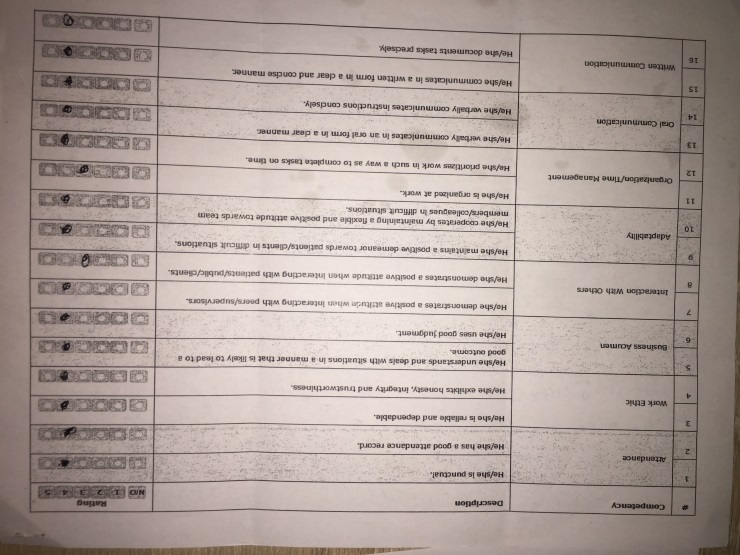 # Competency Description Rating
N/O 1 2 3 4 5
1 Attendance He/she is punctual.
2 He/she has a good attendance record.
3 Work Ethic He/she is reliable and dependable.
4 He/she exhibits honesty, integrity and trustworthiness.
5 Business Acumen He/she understands and deals with situations in a manner that is likely to lead to a
good outcome.
6 He/she uses good judgment.
7 Interaction With Others He/she demonstrates a positive attitude when interacting with peers/supervisors.
8 He/she demonstrates a positive attitude when interacting with patients/public/clients.
9 Adaptability He/she maintains a positive demeanor towards patients/clients in difficult situations.
10 He/she cooperates by maintaining a flexible and positive attitude towards team
members/colleagues in difficult situations.
11 Organization/Time Management He/she is organized at work.
12 He/she prioritizes work in such a way as to complete tasks on time.
13 Oral Communication He/she verbally communicates in an oral form in a clear manner.
14 He/she verbally communicates instructions concisely.
15 Written Communication He/she communicates in a written form in a clear and concise manner.
16 He/she documents tasks precisely.